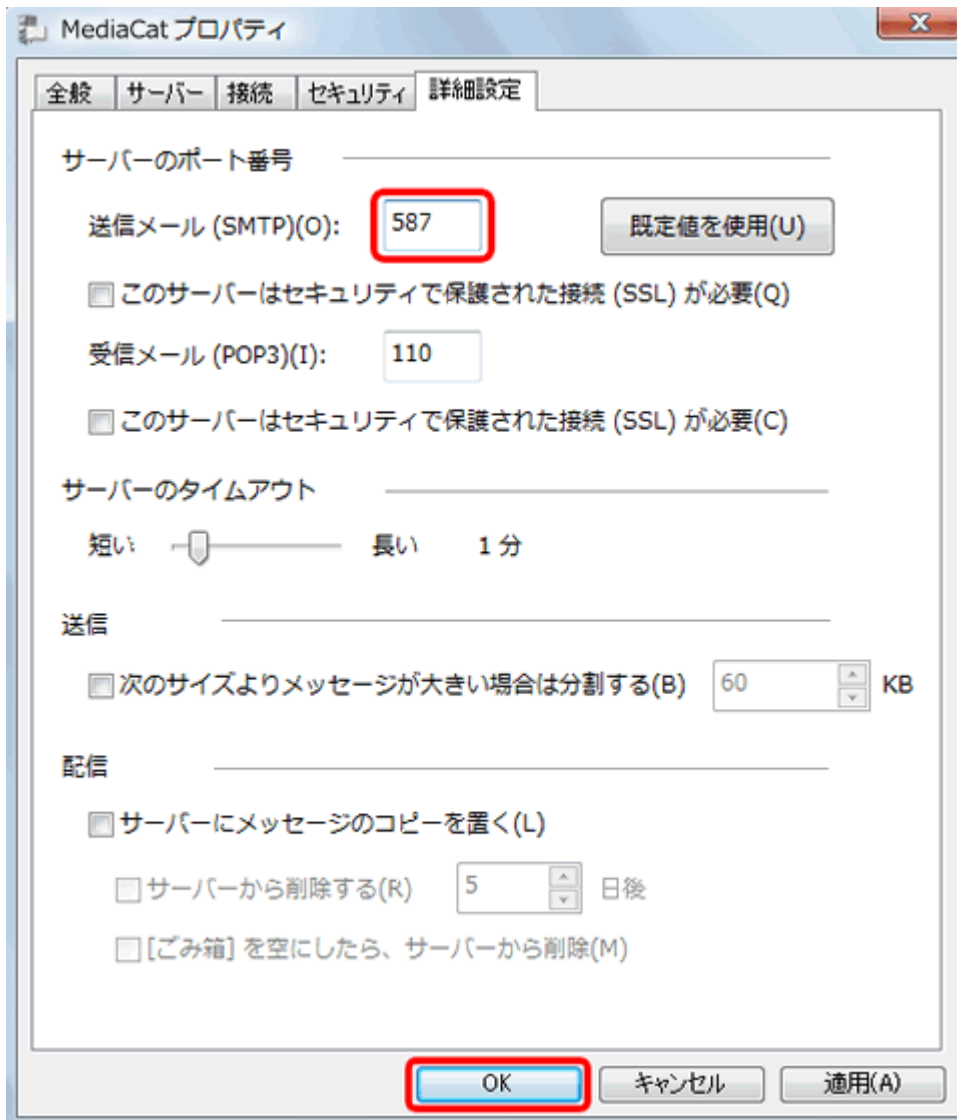 MediaCat プロパティ
全般 サーバー 接続 セキュリティ 詳細設定
サーバーのポート番号
送信メール (SMTP)(O): 587 既定値を使用(U)
このサーバーはセキュリティで保護された接続 (SSL) が必要(Q)
受信メール (POP3)(I): 110
このサーバーはセキュリティで保護された接続 (SSL) が必要(C)
サーバーのタイムアウト
短い 長い 1 分
送信
次のサイズよりメッセージが大きい場合は分割する(B) 60 KB
配信
サーバーにメッセージのコピーを置く(L)
サーバーから削除する(R) 5 日後
[ごみ箱] を空にしたら、サーバーから削除(M)
OK キャンセル 適用(A)